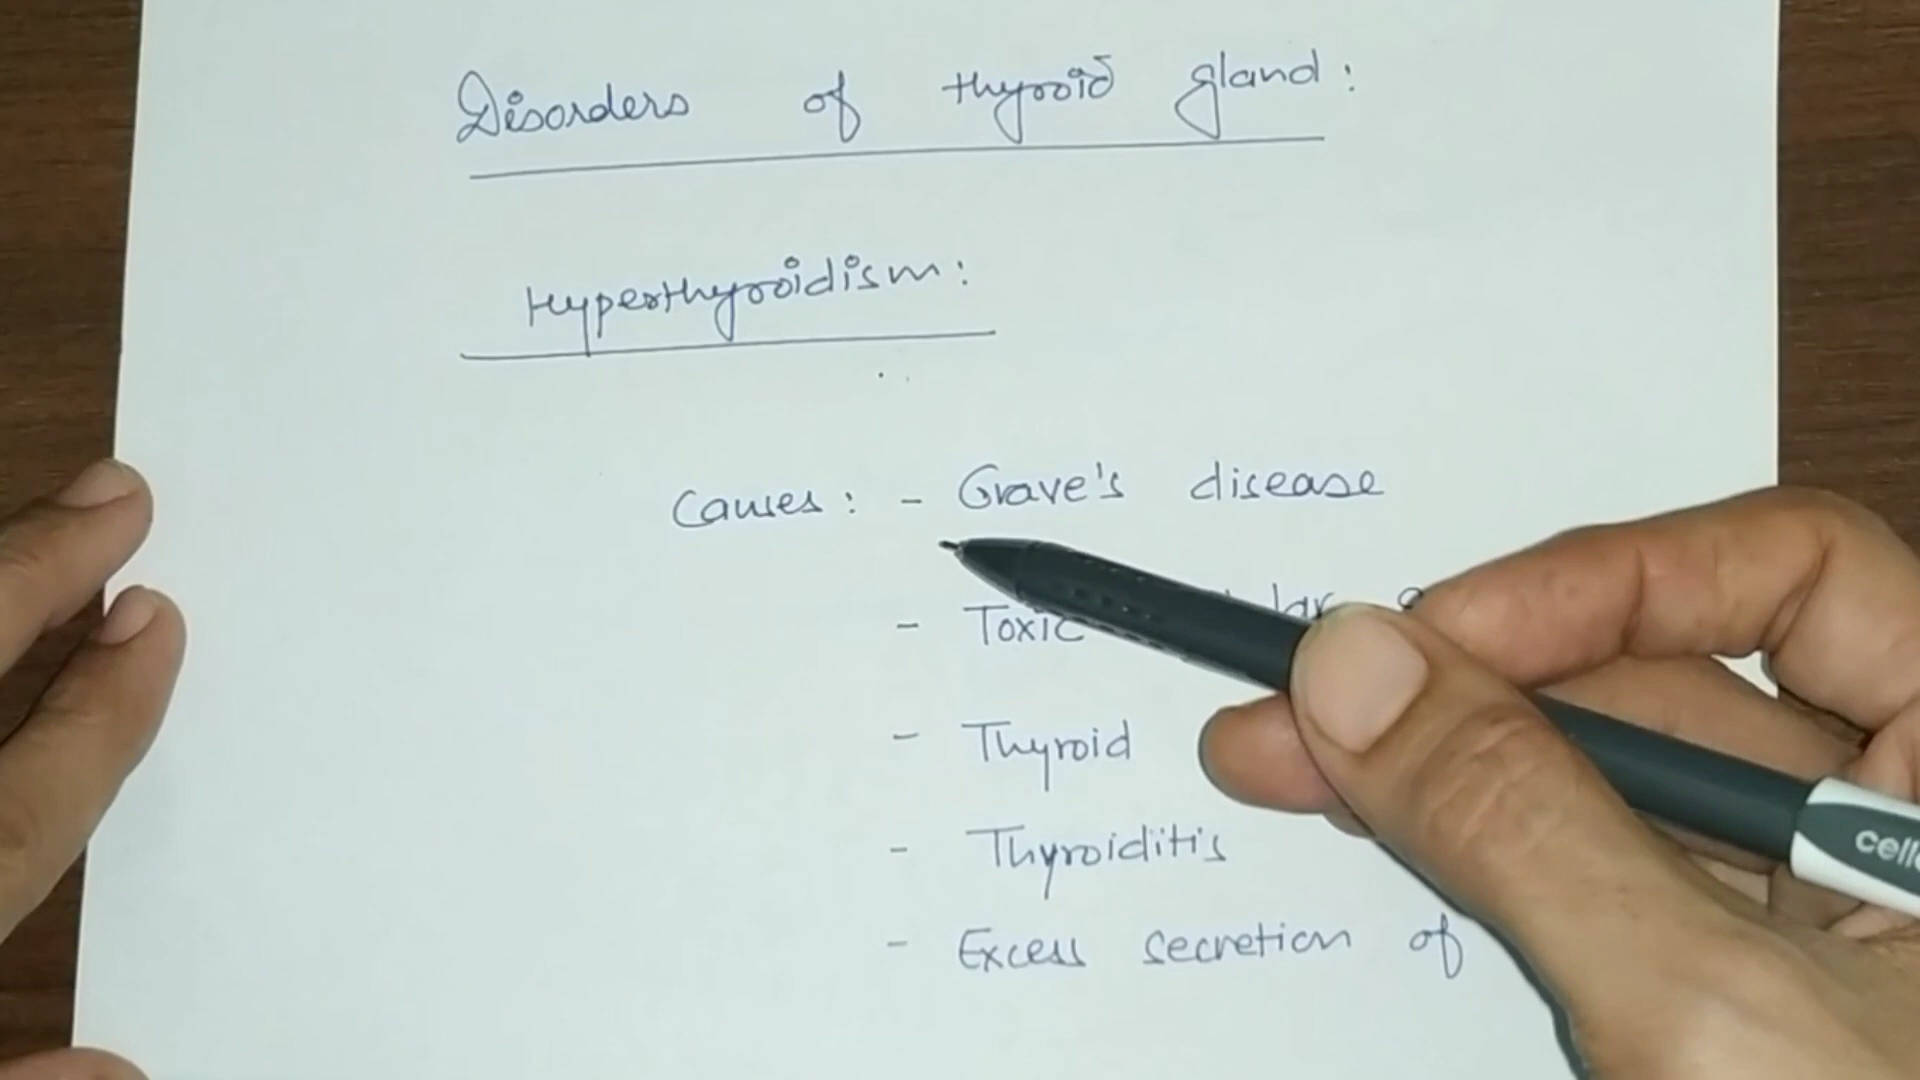 Disorders of thyroid gland:
Hyperthyroidism:
Causes: - Grave's disease
- Toxic
- Thyroid
- Thyroiditis
- Excess secretion of